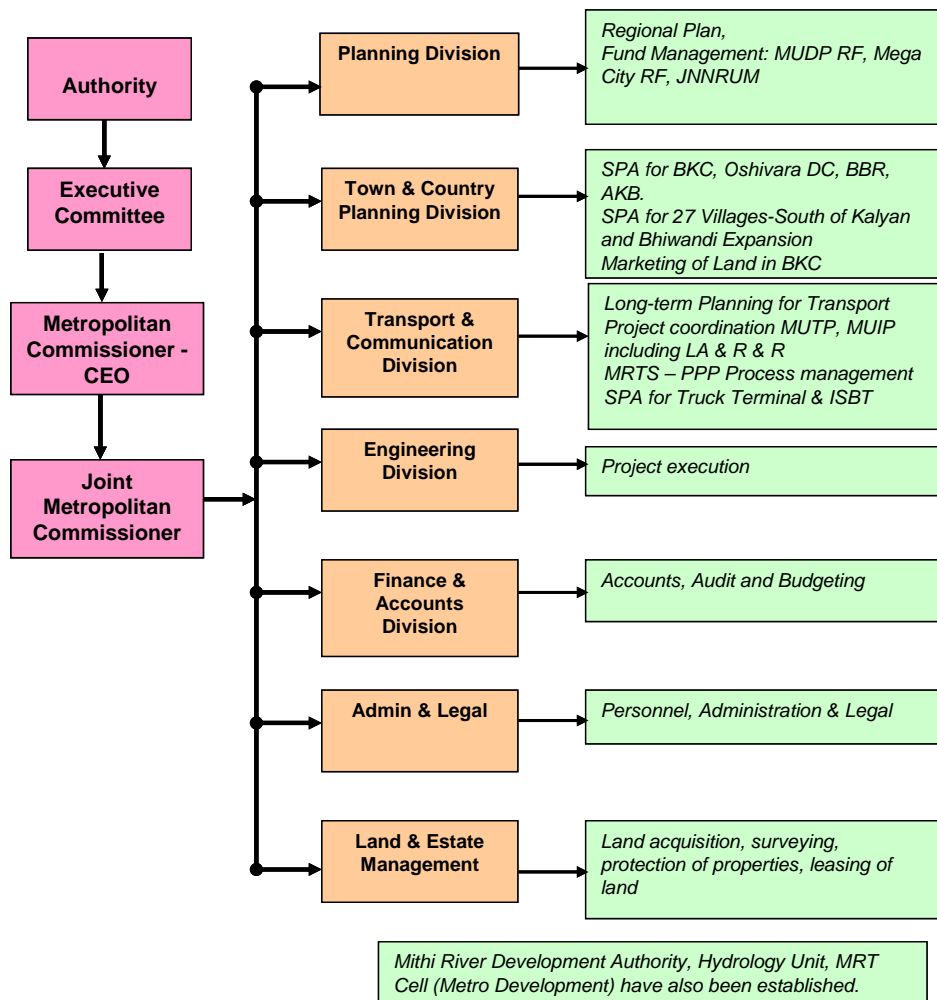 Authority
Executive
Committee
Metropolitan
Commissioner -
CEO
Joint
Metropolitan
Commissioner
Planning Division
Regional Plan,
Fund Management: MUDP RF, Mega
City RF, JNNRUM
Town & Country
Planning Division
SPA for BKC, Oshivara DC, BBR,
AKB.
SPA for 27 Villages-South of Kalyan
and Bhiwandi Expansion
Marketing of Land in BKC
Transport &
Communication
Division
Long-term Planning for Transport
Project coordination MUTP, MUIP
including LA & R & R
MRTS – PPP Process management
SPA for Truck Terminal & ISBT
Engineering
Division
Project execution
Finance &
Accounts
Division
Accounts, Audit and Budgeting
Admin & Legal
Personnel, Administration & Legal
Land & Estate
Management
Land acquisition, surveying,
protection of properties, leasing of
land
Mithi River Development Authority, Hydrology Unit, MRT
Cell (Metro Development) have also been established.